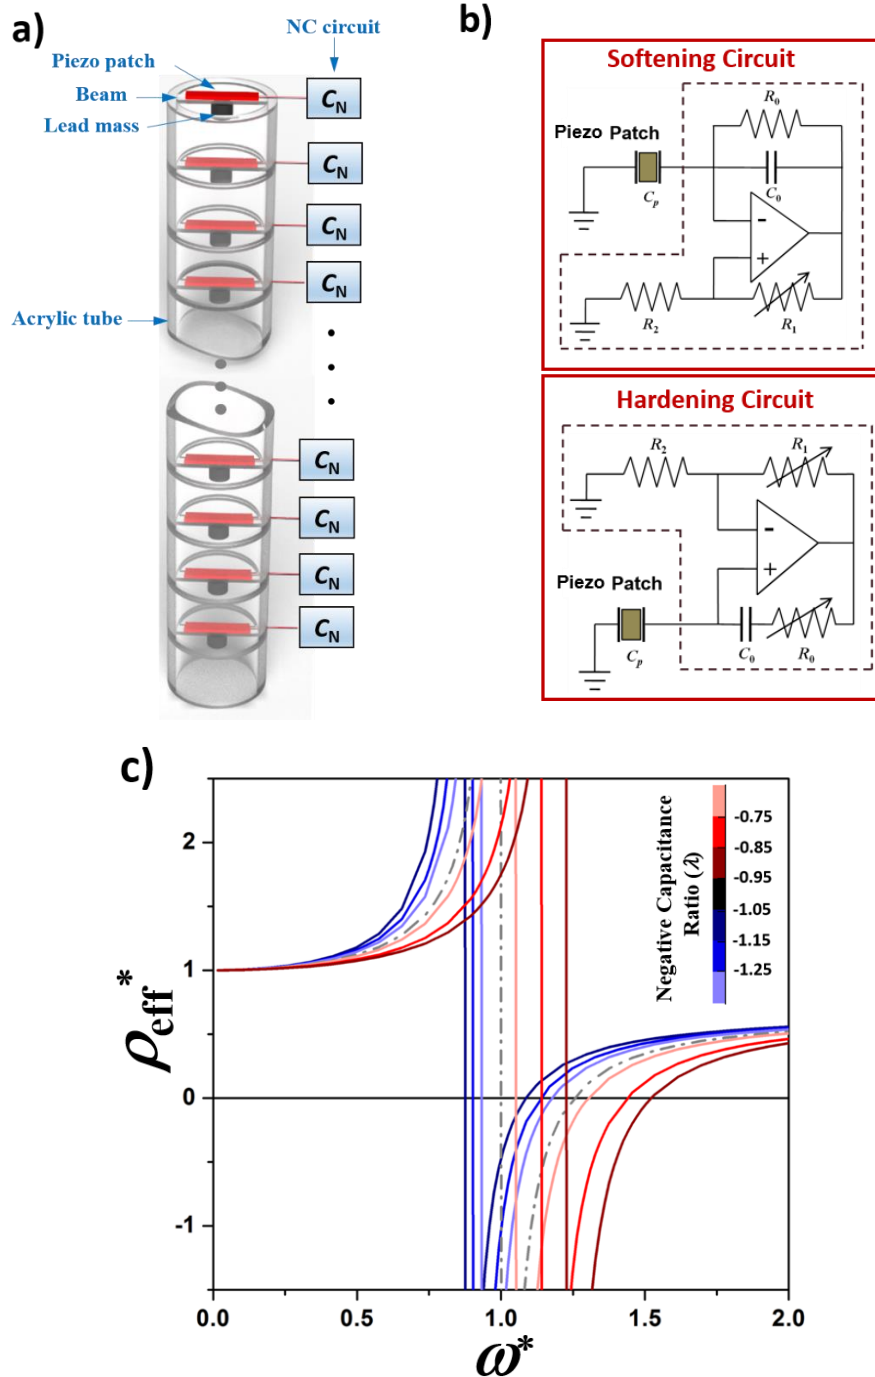 a)
NC circuit
Piezo patch
Beam
Lead mass
C_N
C_N
C_N
C_N
Acrylic tube
C_N
C_N
C_N
C_N
b)
Softening Circuit
R_0
Piezo Patch
C_p
C_0
-
+
R_2
R_1
Hardening Circuit
R_2
R_1
-
+
Piezo Patch
C_p
C_0
R_0
c)
2
1
0
-1
ρ_eff*
0.0
0.5
1.0
1.5
2.0
ω*
Negative Capacitance
Ratio (λ)
-0.75
-0.85
-0.95
-1.05
-1.15
-1.25